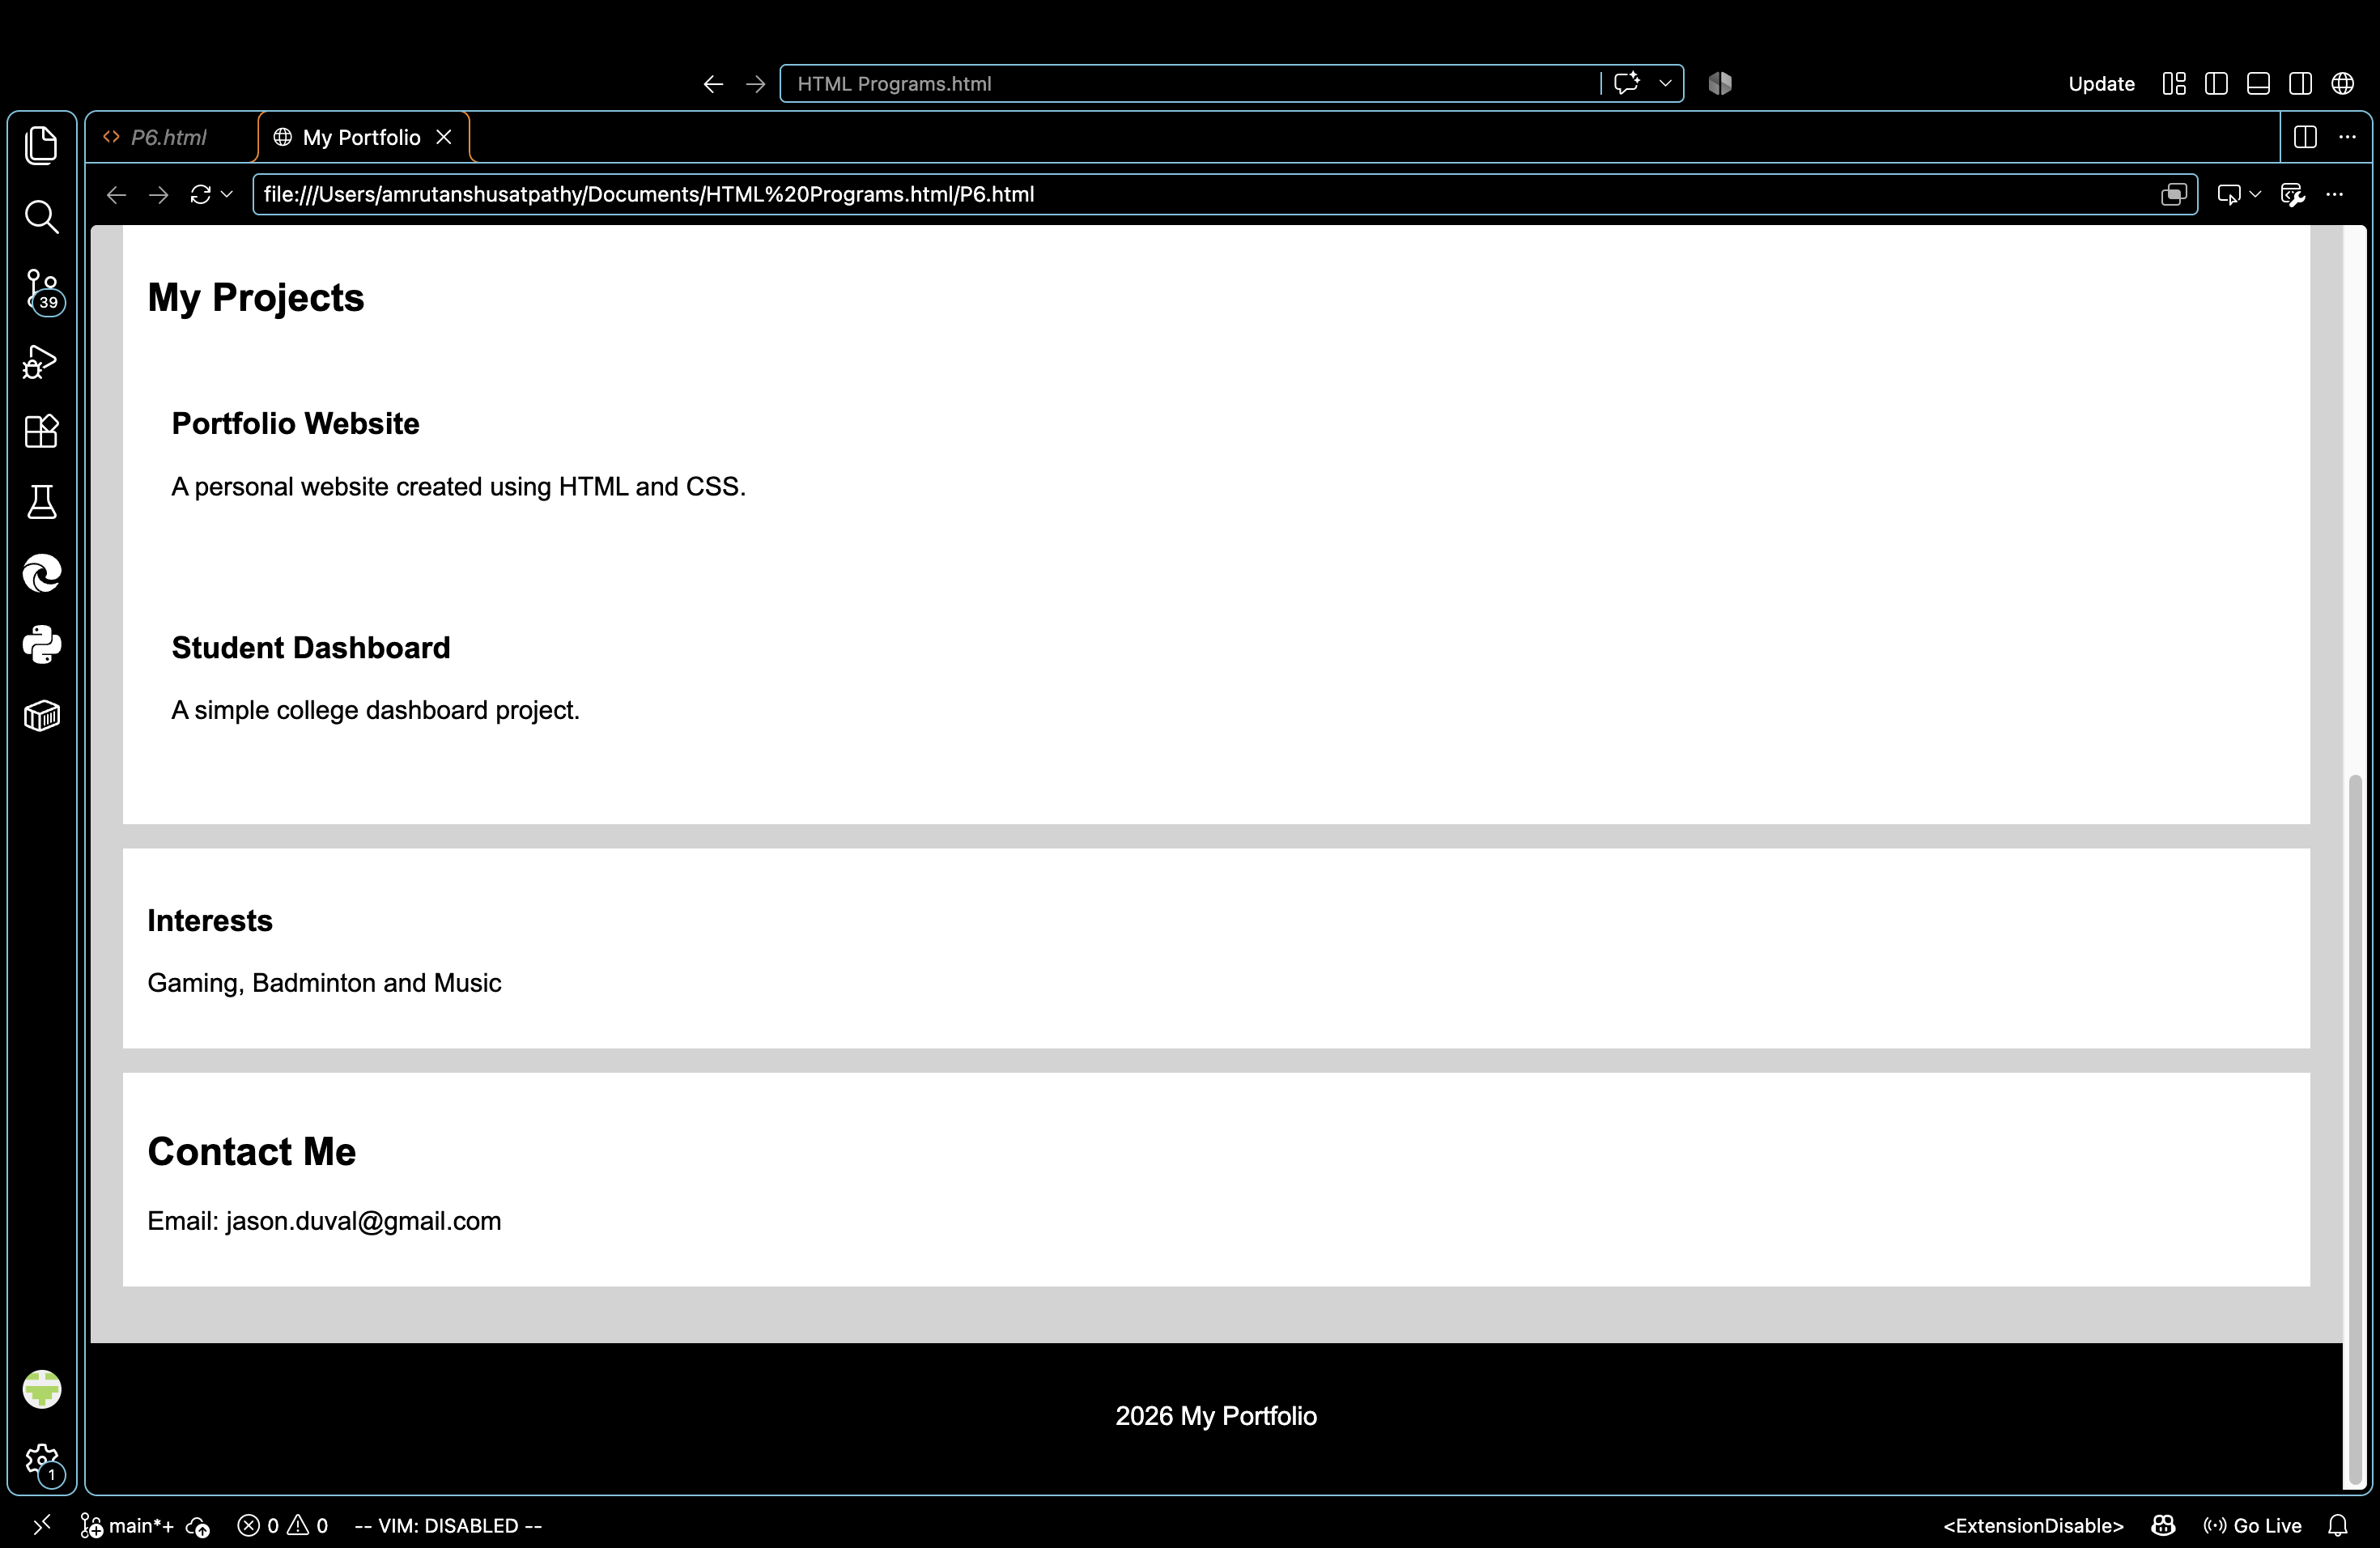 HTML Programs.html
Update
P6.html
My Portfolio
file:///Users/amrutanshusatpathy/Documents/HTML%20Programs.html/P6.html
39
My Projects
Portfolio Website
A personal website created using HTML and CSS.
Student Dashboard
A simple college dashboard project.
Interests
Gaming, Badminton and Music
Contact Me
Email: jason.duval@gmail.com
2026 My Portfolio
1
main*+ 0 0 -- VIM: DISABLED -- <ExtensionDisable> Go Live